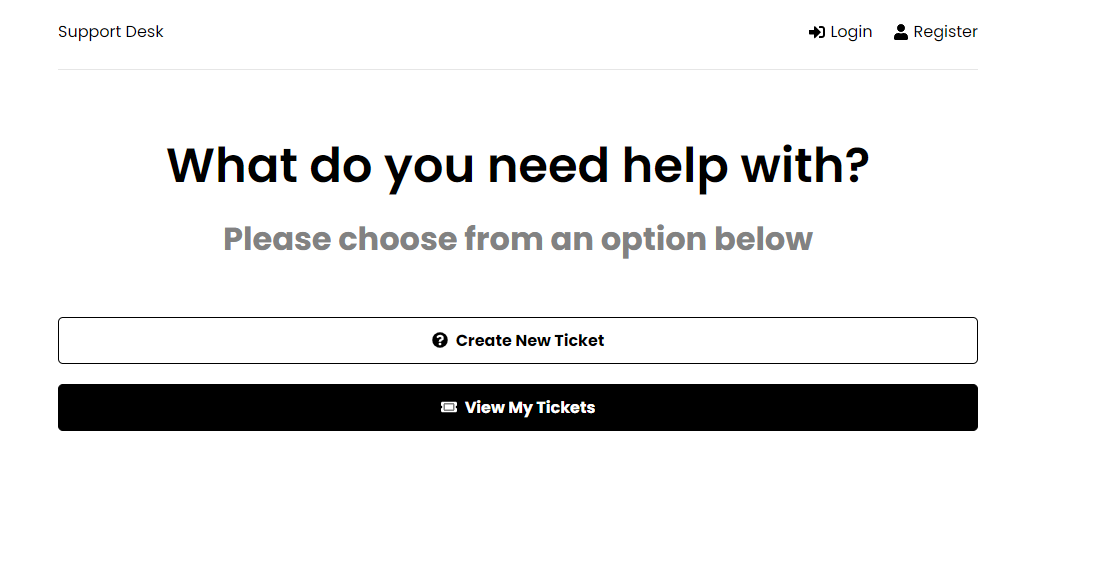 Support Desk
Login
Register
What do you need help with?
Please choose from an option below
Create New Ticket
View My Tickets